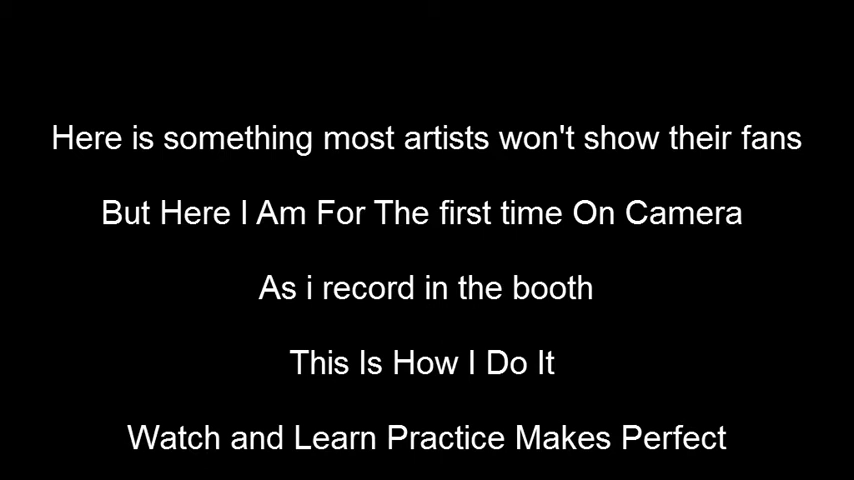 Here is something most artists won't show their fans
But Here I Am For The first time On Camera
As i record in the booth
This Is How I Do It
Watch and Learn Practice Makes Perfect